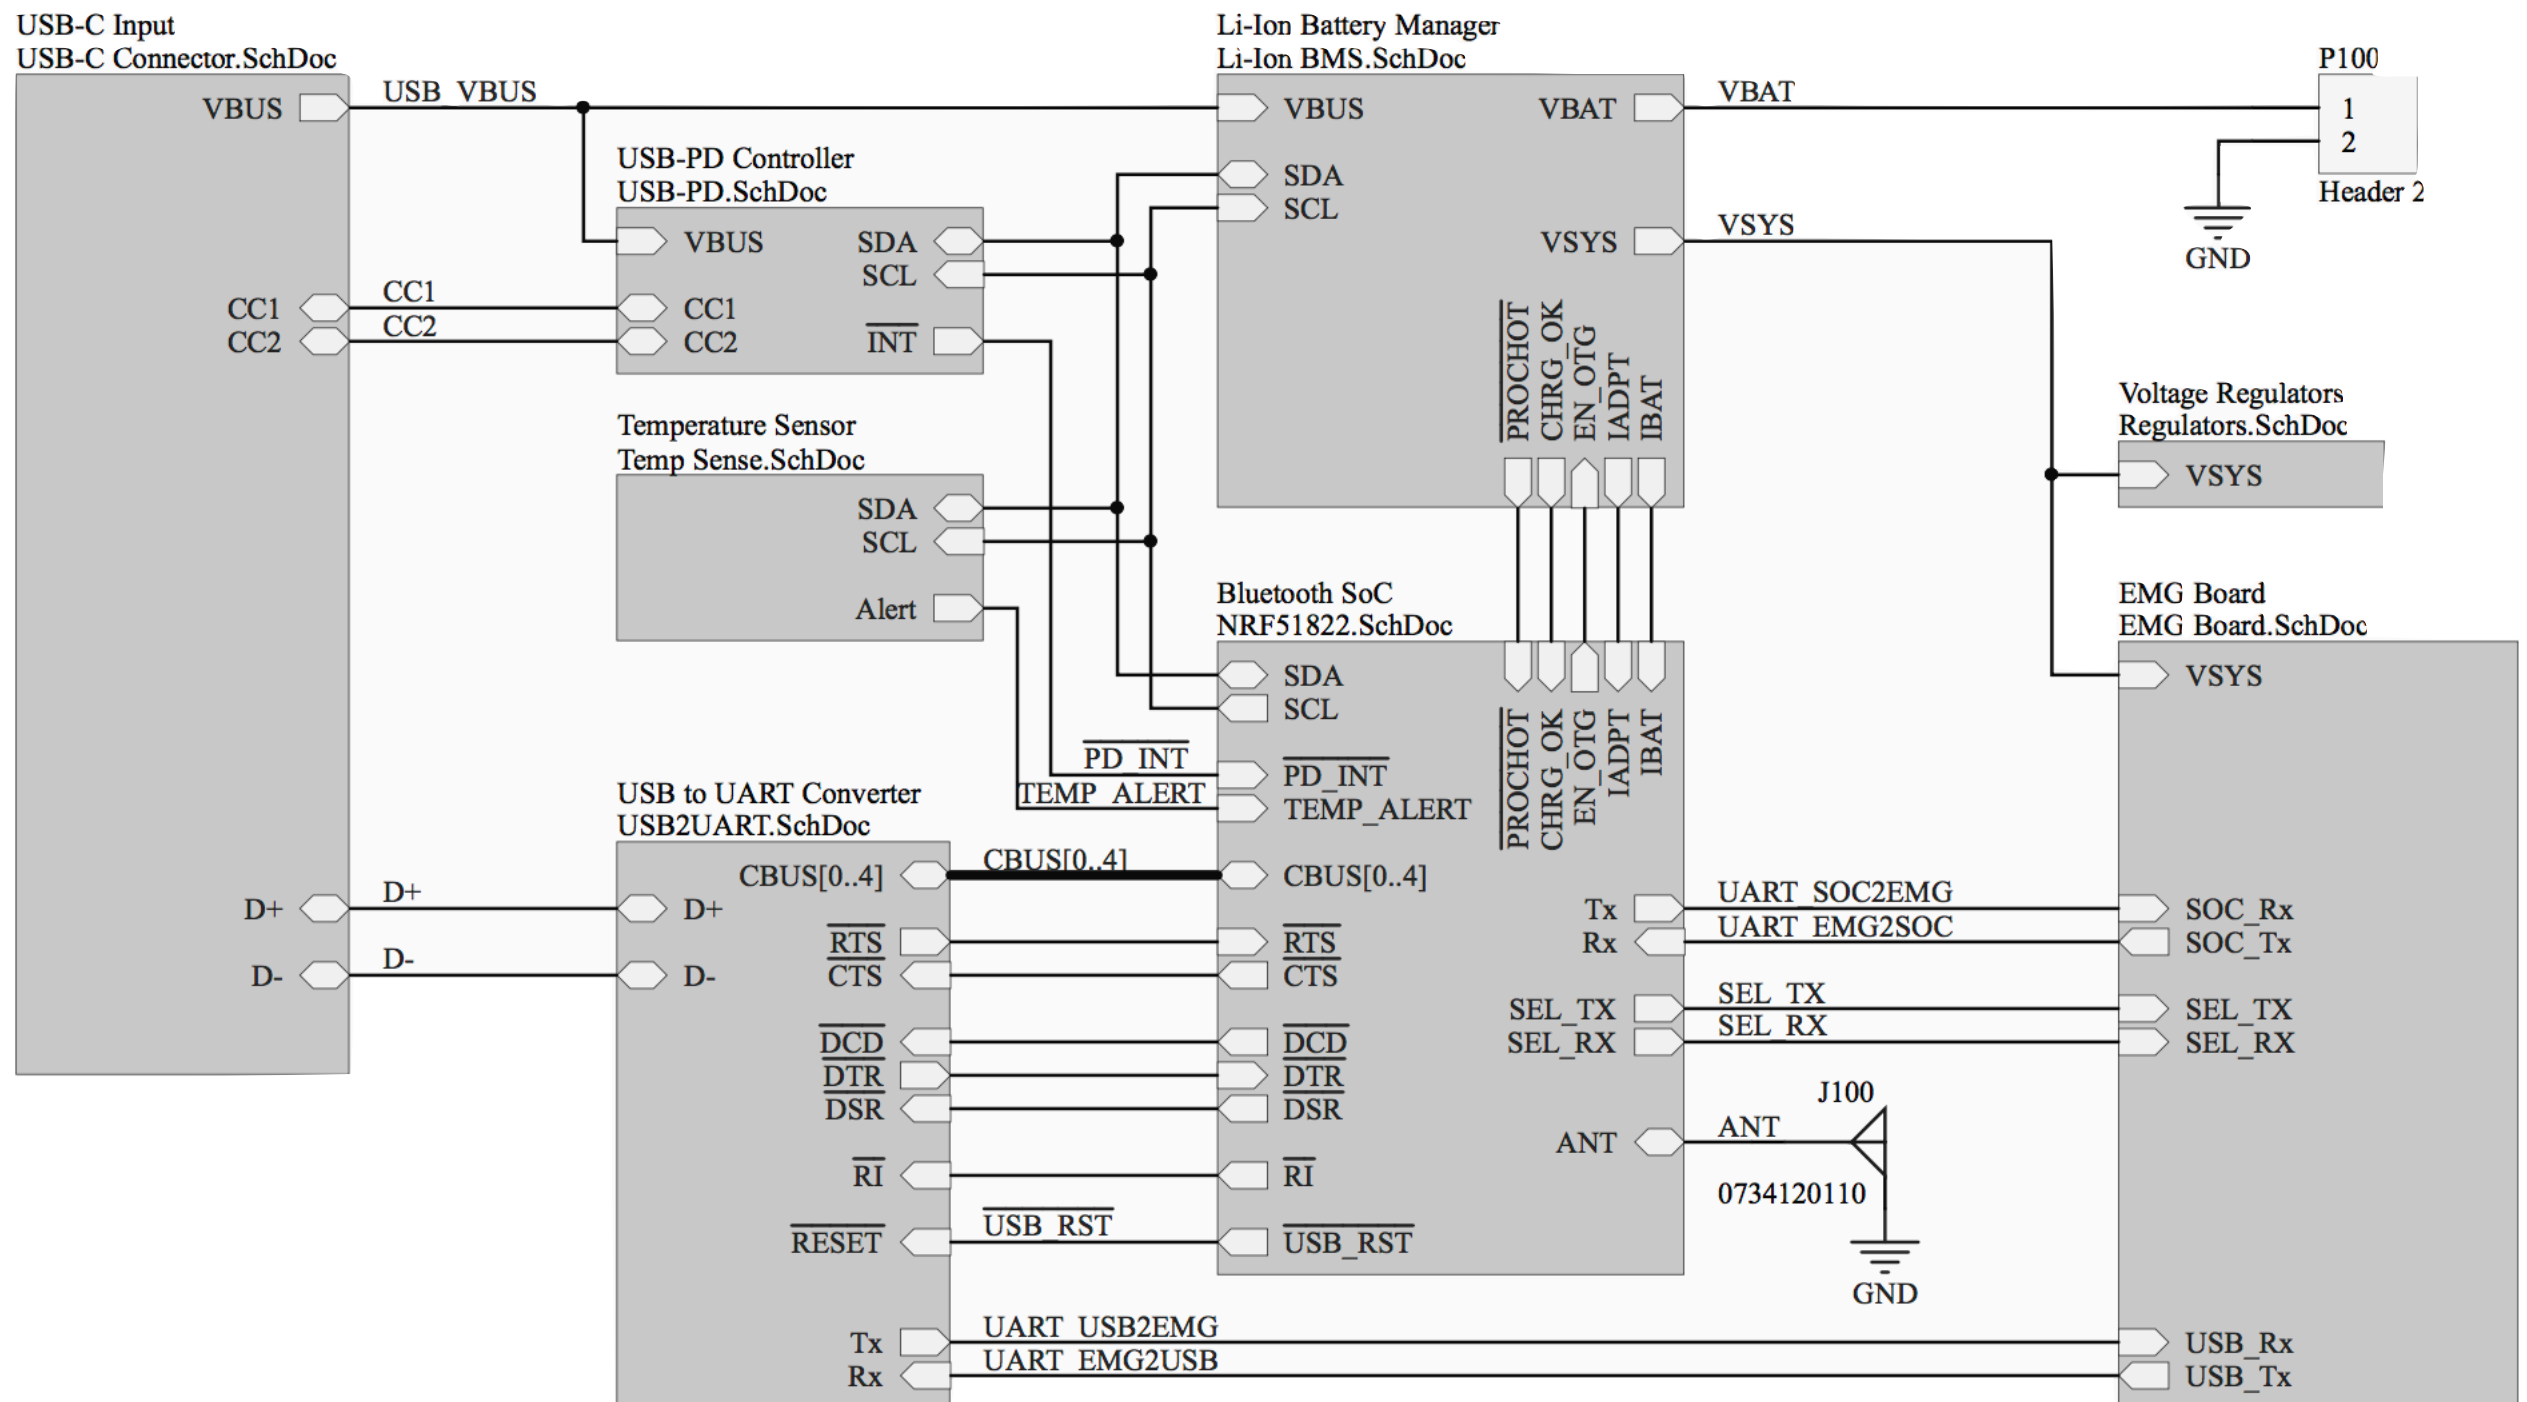 USB-C Input
USB-C Connector.SchDoc
VBUS
CC1
CC2
D+
D-
USB_VBUS
CC1
CC2
D+
D-
USB-PD Controller
USB-PD.SchDoc
VBUS
CC1
CC2
SDA
SCL
INT
Temperature Sensor
Temp Sense.SchDoc
SDA
SCL
Alert
USB to UART Converter
USB2UART.SchDoc
D+
D-
CBUS[0..4]
RTS
CTS
DCD
DTR
DSR
RI
RESET
Tx
Rx
PD_INT
TEMP_ALERT
CBUS[0..4]
USB_RST
UART_USB2EMG
UART_EMG2USB
Li-Ion Battery Manager
Li-Ion BMS.SchDoc
VBUS
SDA
SCL
VBAT
VSYS
PROCHOT
CHRG_OK
EN_OTG
IADPT
IBAT
Bluetooth SoC
NRF51822.SchDoc
SDA
SCL
PD_INT
TEMP_ALERT
CBUS[0..4]
RTS
CTS
DCD
DTR
DSR
RI
USB_RST
PROCHOT
CHRG_OK
EN_OTG
IADPT
IBAT
Tx
Rx
SEL_TX
SEL_RX
ANT
VBAT
VSYS
UART_SOC2EMG
UART_EMG2SOC
SEL_TX
SEL_RX
ANT
J100
0734120110
GND
P100
1
2
Header 2
GND
Voltage Regulators
Regulators.SchDoc
VSYS
EMG Board
EMG Board.SchDoc
VSYS
SOC_Rx
SOC_Tx
SEL_TX
SEL_RX
USB_Rx
USB_Tx